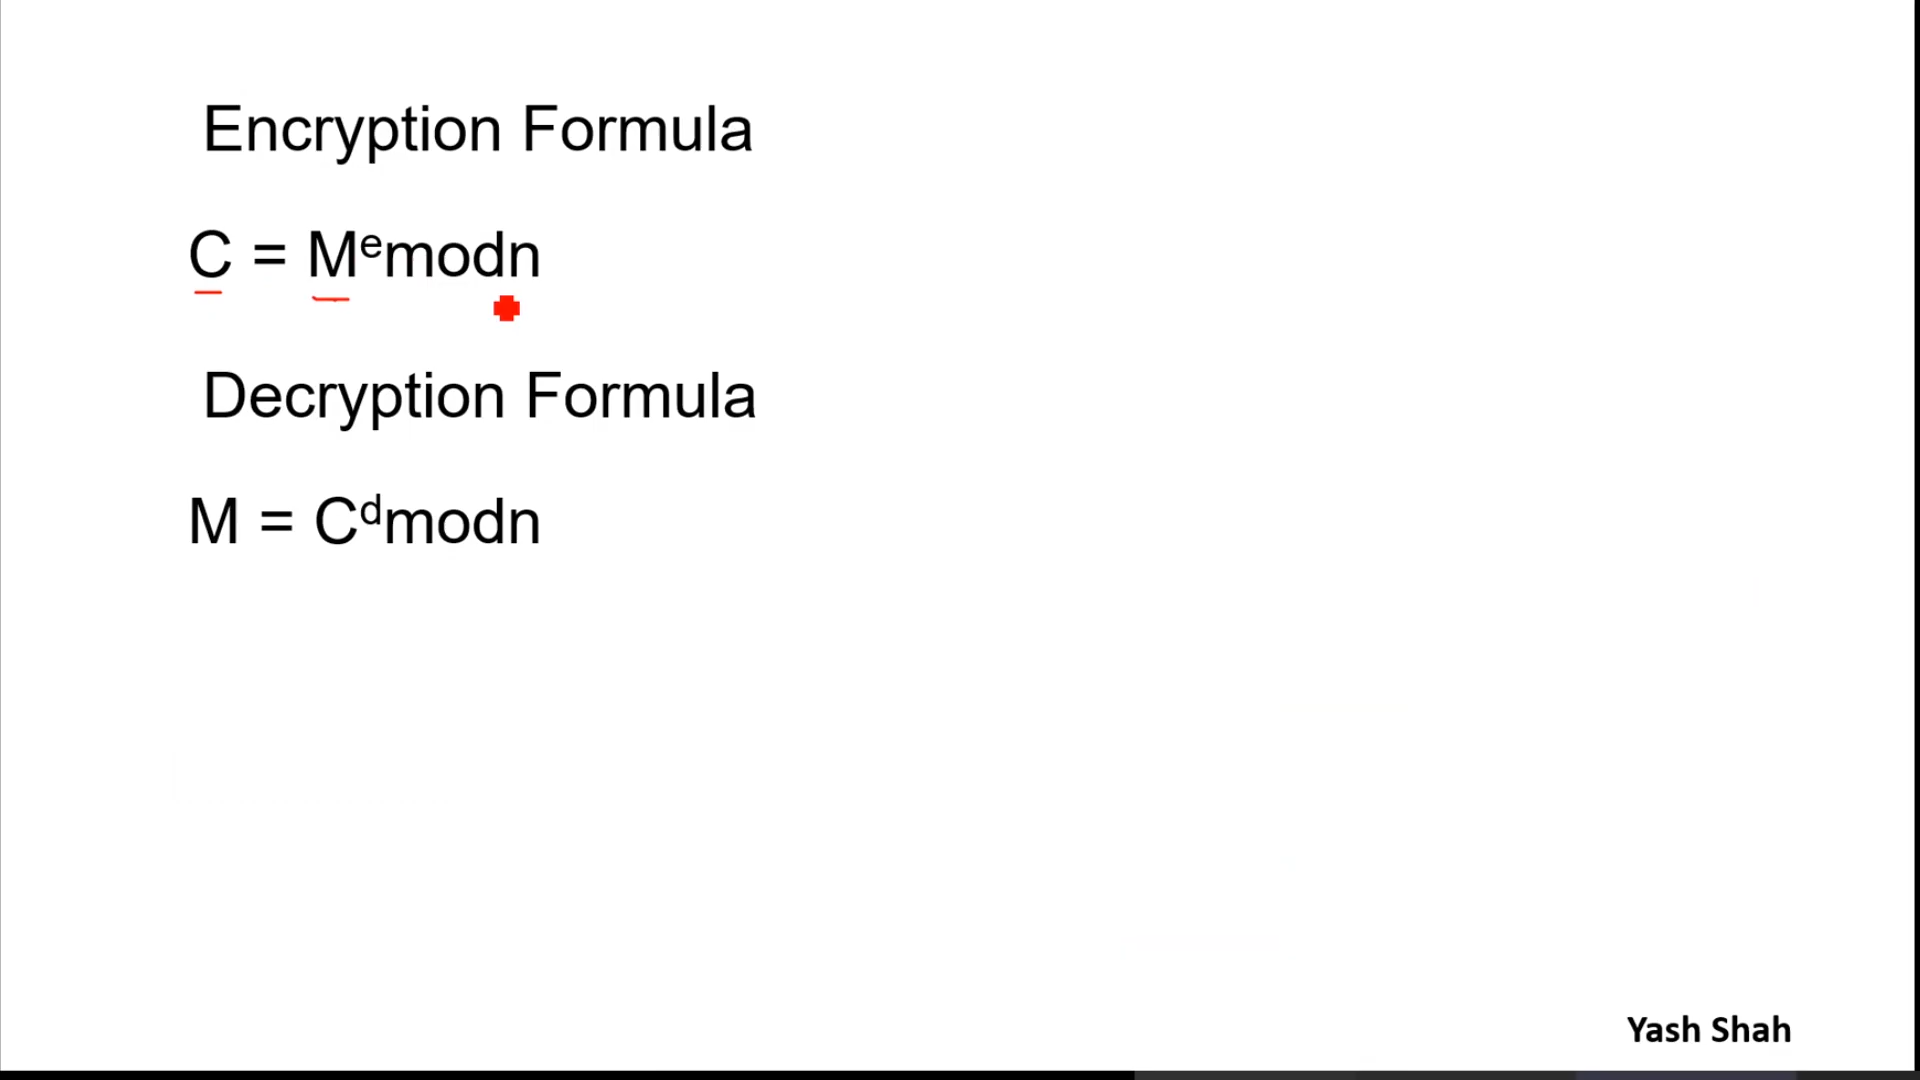 Encryption Formula
C = Mᵉmodn
Decryption Formula
M = Cᵈmodn
Yash Shah